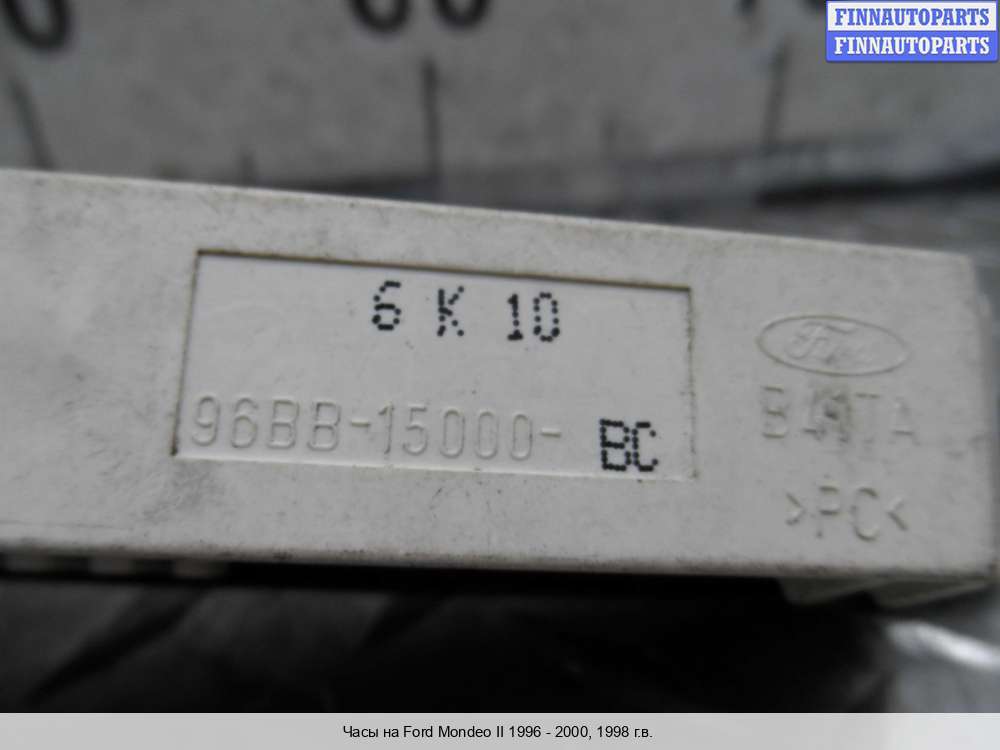 FINNAUTOPARTS
FINNAUTOPARTS
6 K 10
96BB-15000- BC
Ford
>PC<
Часы на Ford Mondeo II 1996 - 2000, 1998 г.в.